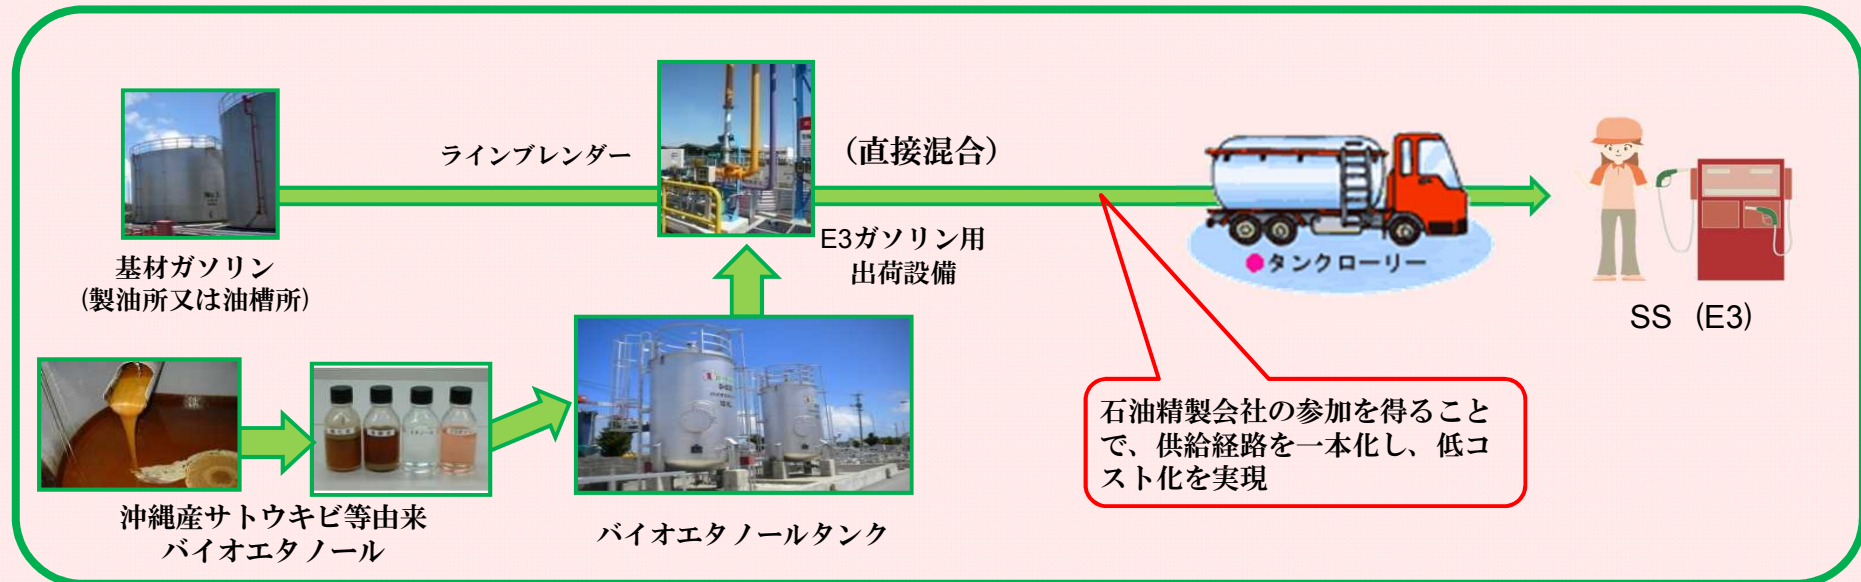 ラインブレンダー
（直接混合）
基材ガソリン
(製油所又は油槽所)
E3ガソリン用
出荷設備
●タンクローリー
SS （E3）
石油精製会社の参加を得ること
で、供給経路を一本化し、低コ
スト化を実現
沖縄産サトウキビ等由来
バイオエタノール
バイオエタノールタンク